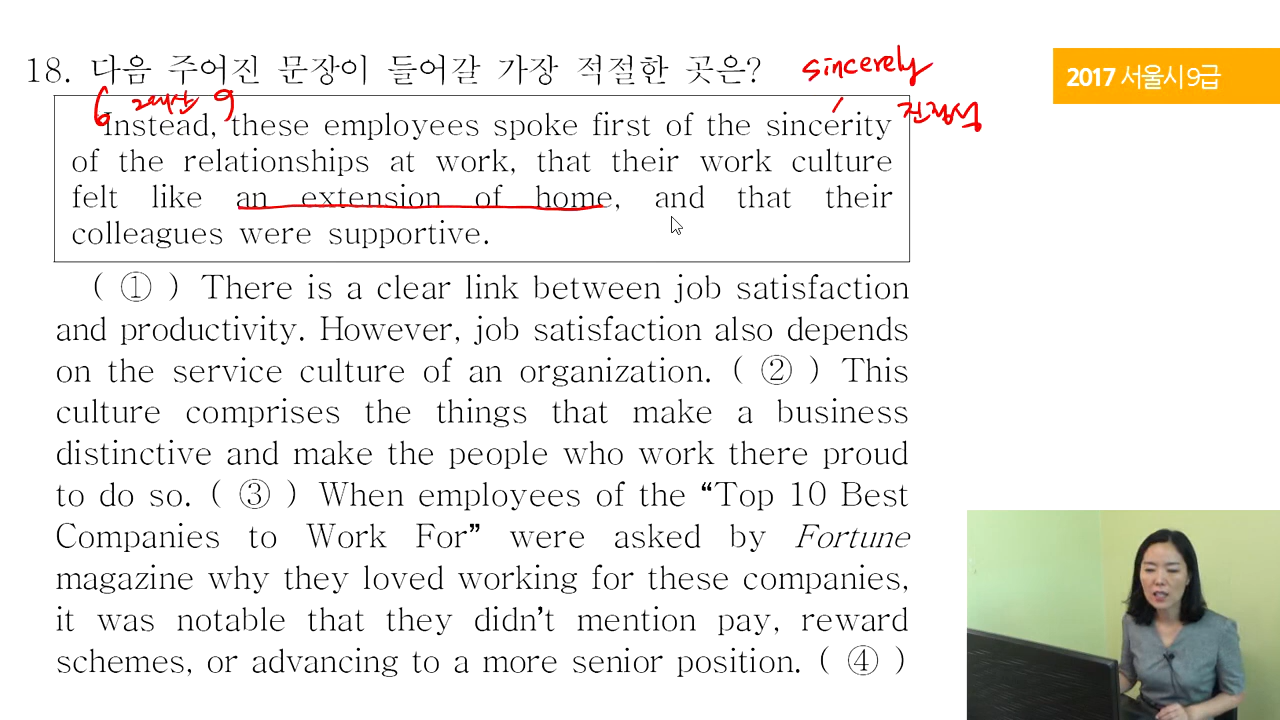 18. 다음 주어진 문장이 들어갈 가장 적절한 곳은?
sincerely
2017 서울시 9급
진정성
Instead, these employees spoke first of the sincerity
of the relationships at work, that their work culture
felt like an extension of home, and that their
colleagues were supportive.
( ① ) There is a clear link between job satisfaction
and productivity. However, job satisfaction also depends
on the service culture of an organization. ( ② ) This
culture comprises the things that make a business
distinctive and make the people who work there proud
to do so. ( ③ ) When employees of the “Top 10 Best
Companies to Work For” were asked by Fortune
magazine why they loved working for these companies,
it was notable that they didn’t mention pay, reward
schemes, or advancing to a more senior position. ( ④ )